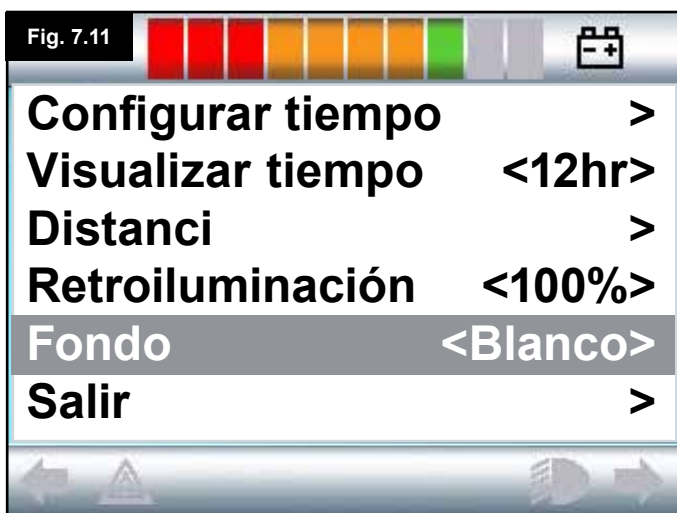 Fig. 7.11
Configurar tiempo >
Visualizar tiempo <12hr>
Distanci >
Retroiluminación <100%>
Fondo <Blanco>
Salir >